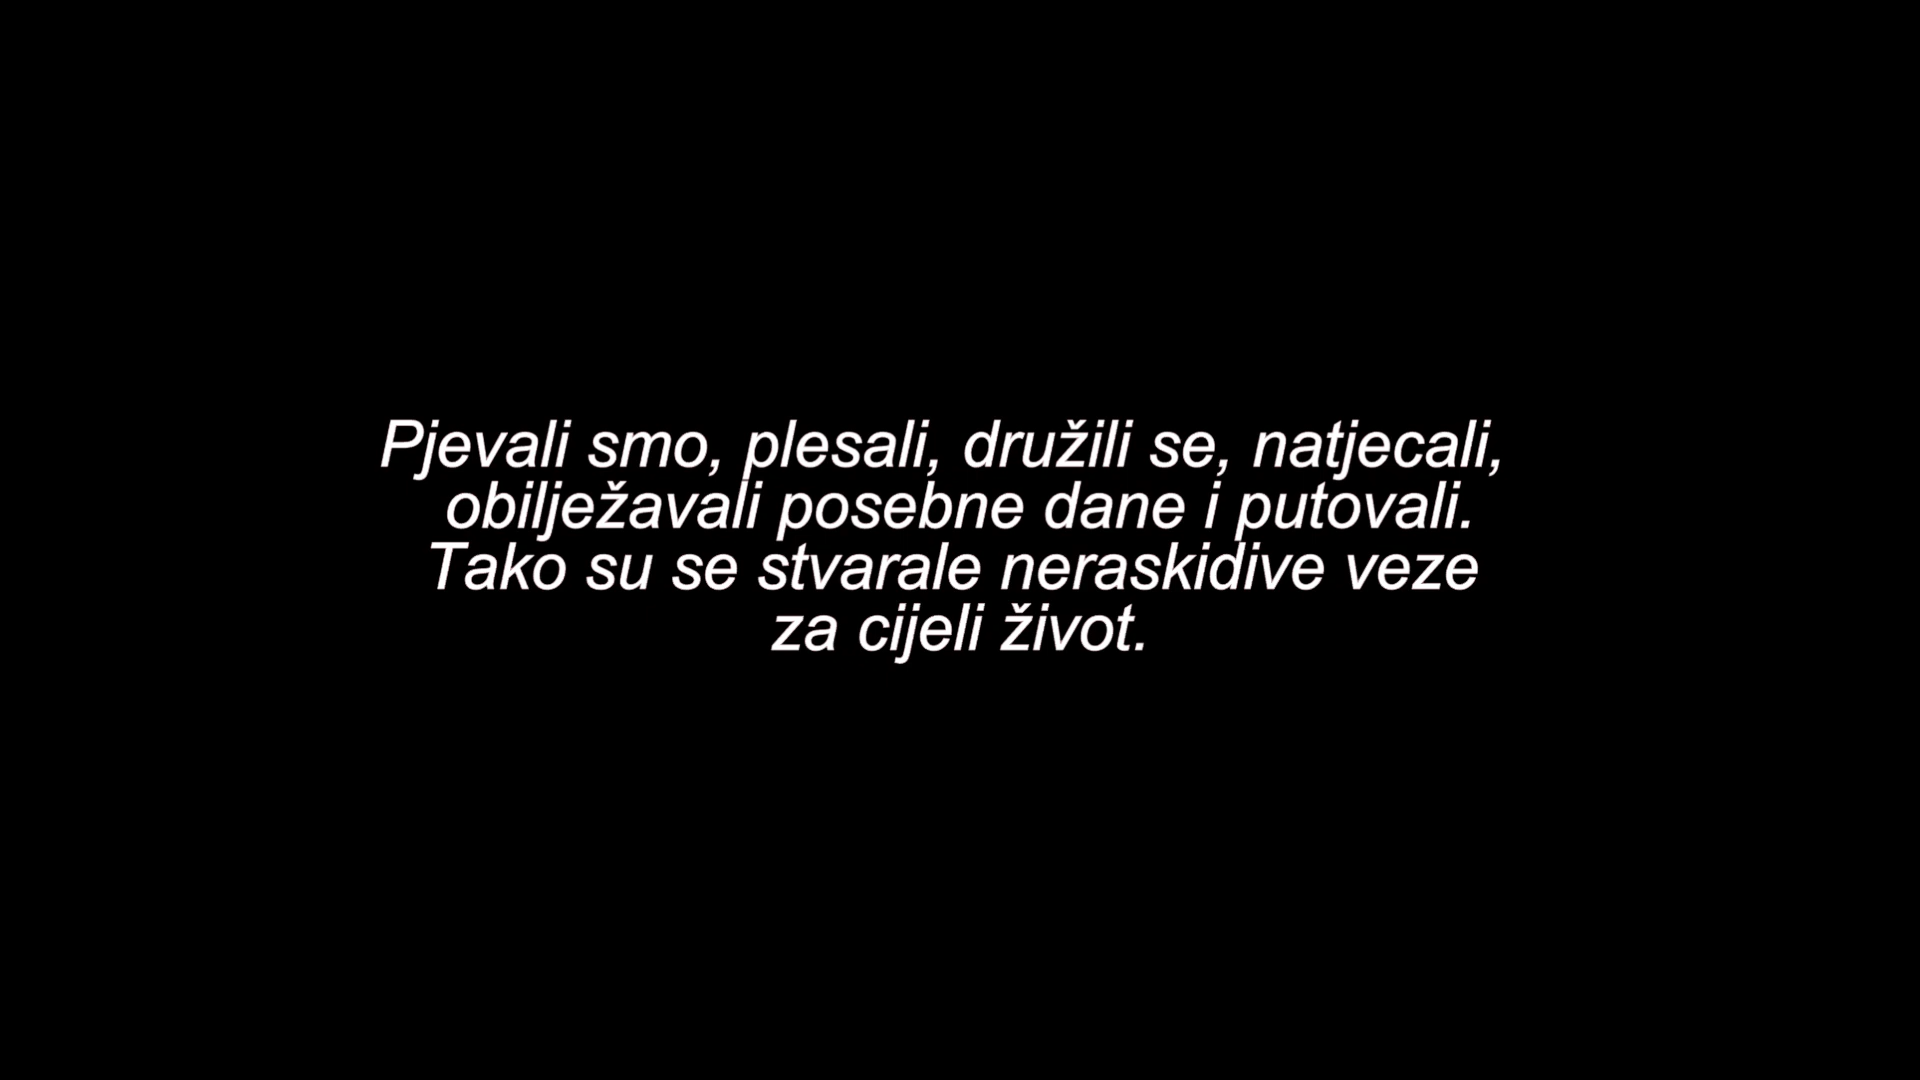 Pjevali smo, plesali, družili se, natjecali,
obilježavali posebne dane i putovali.
Tako su se stvarale neraskidive veze
za cijeli život.